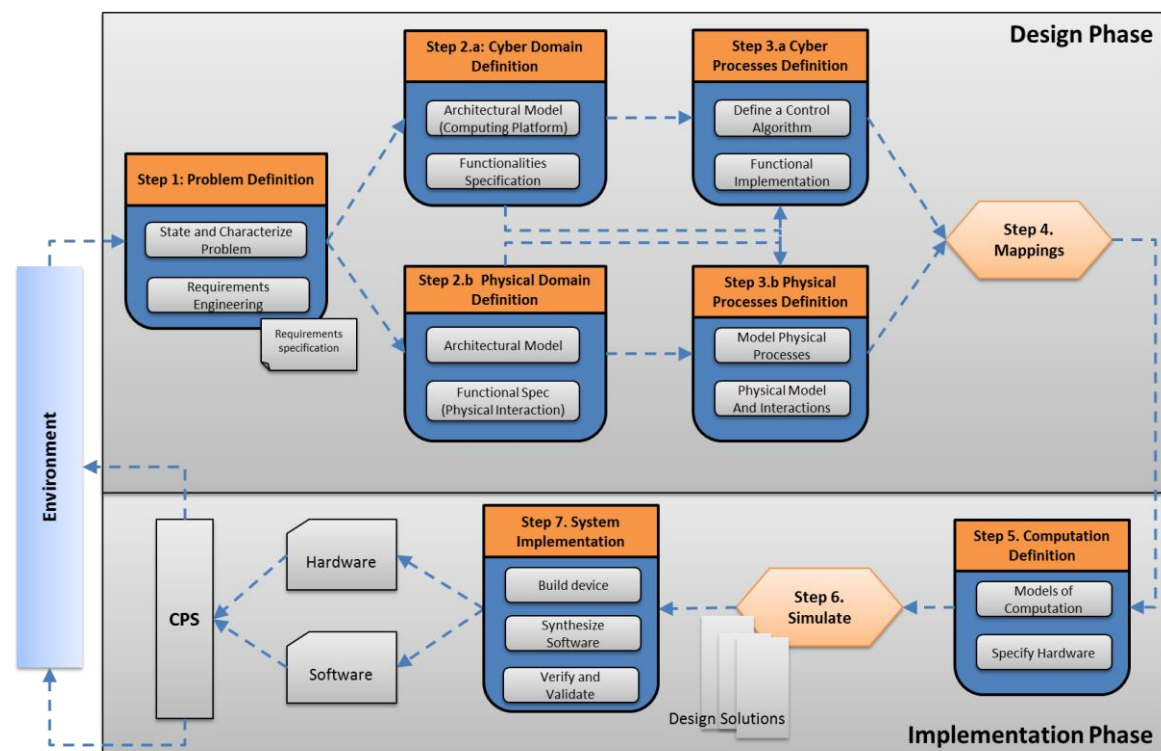 Design Phase
Step 2.a: Cyber Domain
Definition
Architectural Model
(Computing Platform)
Functionalities
Specification
Step 3.a Cyber
Processes Definition
Define a Control
Algorithm
Functional
Implementation
Step 1: Problem Definition
State and Characterize
Problem
Requirements
Engineering
Requirements
specification
Step 2.b Physical Domain
Definition
Architectural Model
Functional Spec
(Physical Interaction)
Step 3.b Physical
Processes Definition
Model Physical
Processes
Physical Model
And Interactions
Step 4.
Mappings
Environment
CPS
Hardware
Software
Step 7. System
Implementation
Build device
Synthesize
Software
Verify and
Validate
Step 6.
Simulate
Design Solutions
Step 5. Computation
Definition
Models of
Computation
Specify Hardware
Implementation Phase